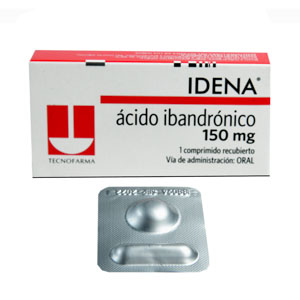 IDENA®
ácido ibandrónico
150 mg
1 comprimido recubierto
Vía de administración: ORAL
TECNOFARMA